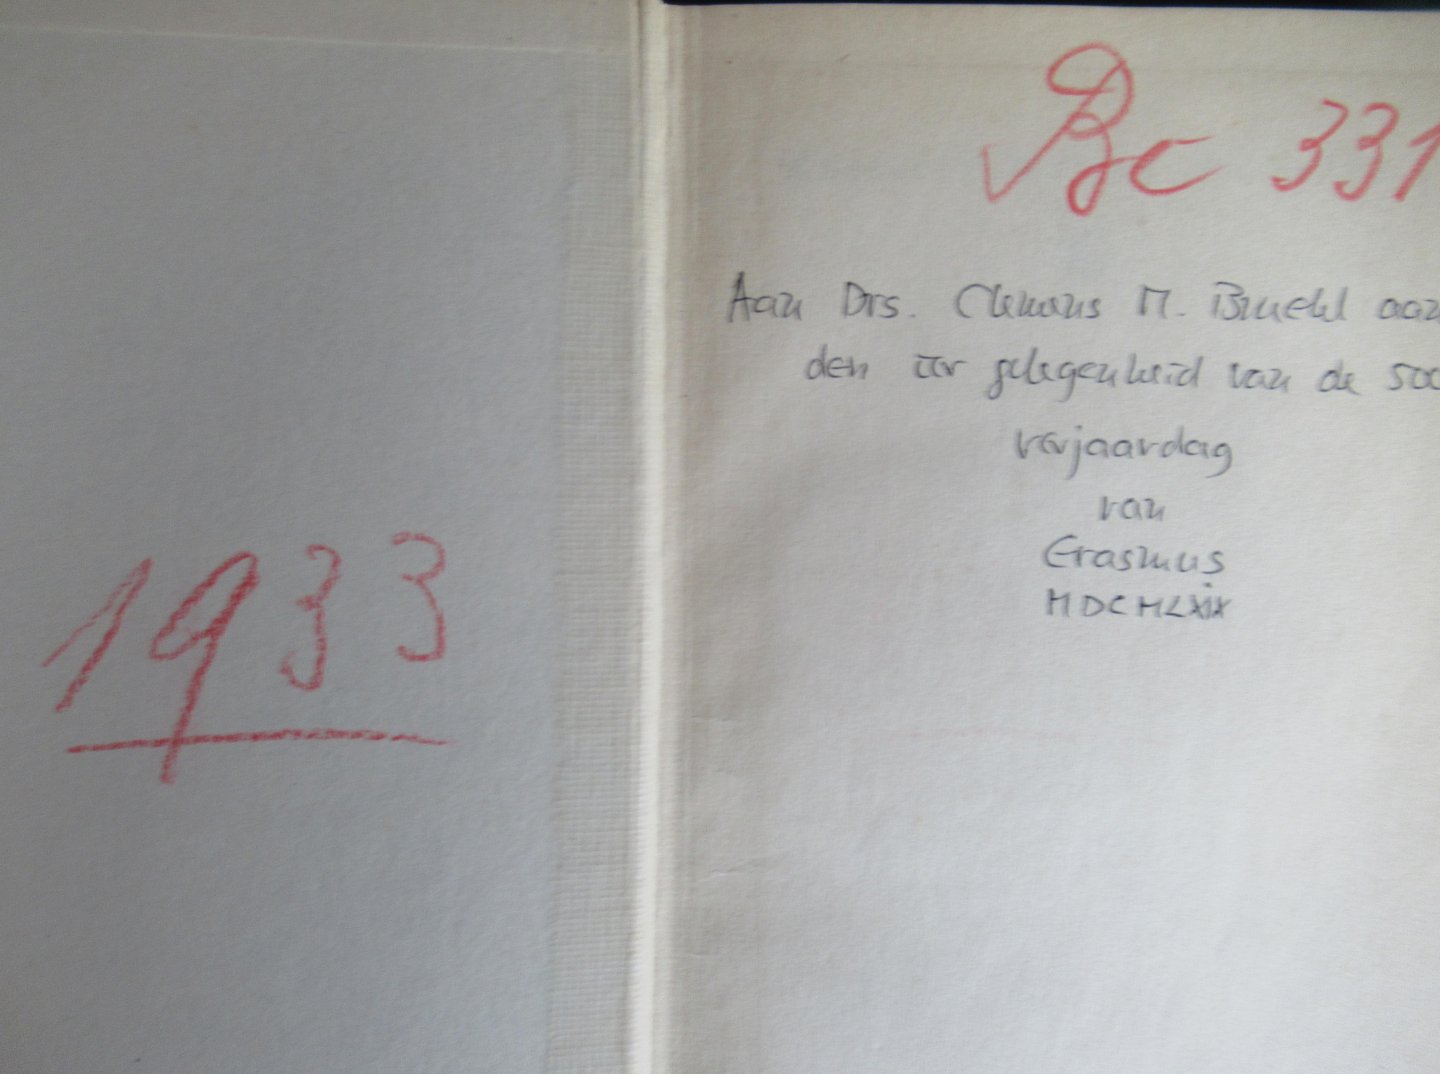 1933
Bc 331
Aan Drs. Clemens M. Bruehl aan
den ter gelegenheid van de 500
verjaardag
van
Erasmus
MDCMLXIX